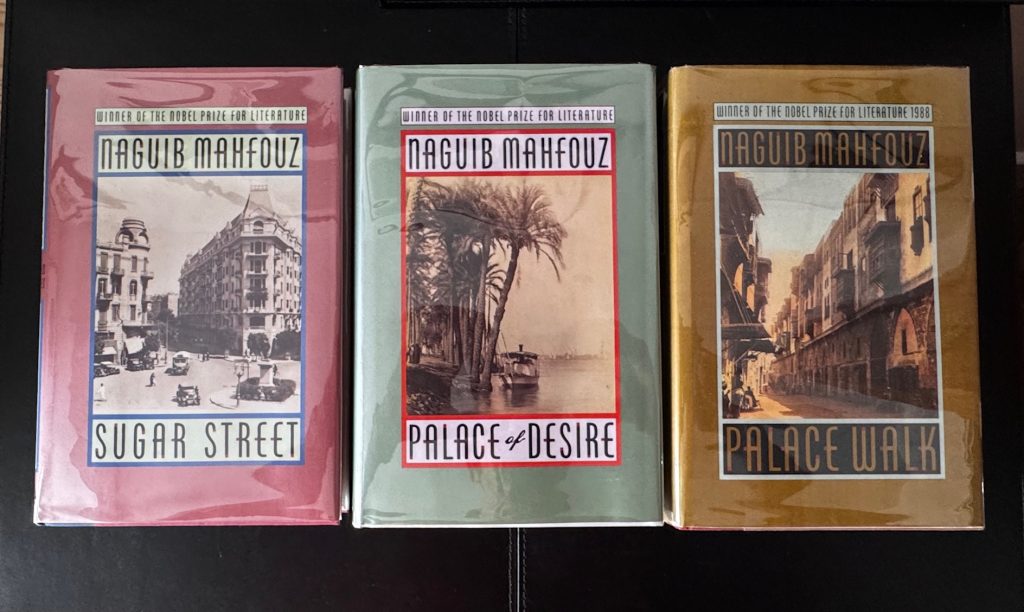 WINNER OF THE NOBEL PRIZE FOR LITERATURE
NAGUIB MAHFOUZ
SUGAR STREET
WINNER OF THE NOBEL PRIZE FOR LITERATURE
NAGUIB MAHFOUZ
PALACE of DESIRE
WINNER OF THE NOBEL PRIZE FOR LITERATURE 1988
NAGUIB MAHFOUZ
PALACE WALK